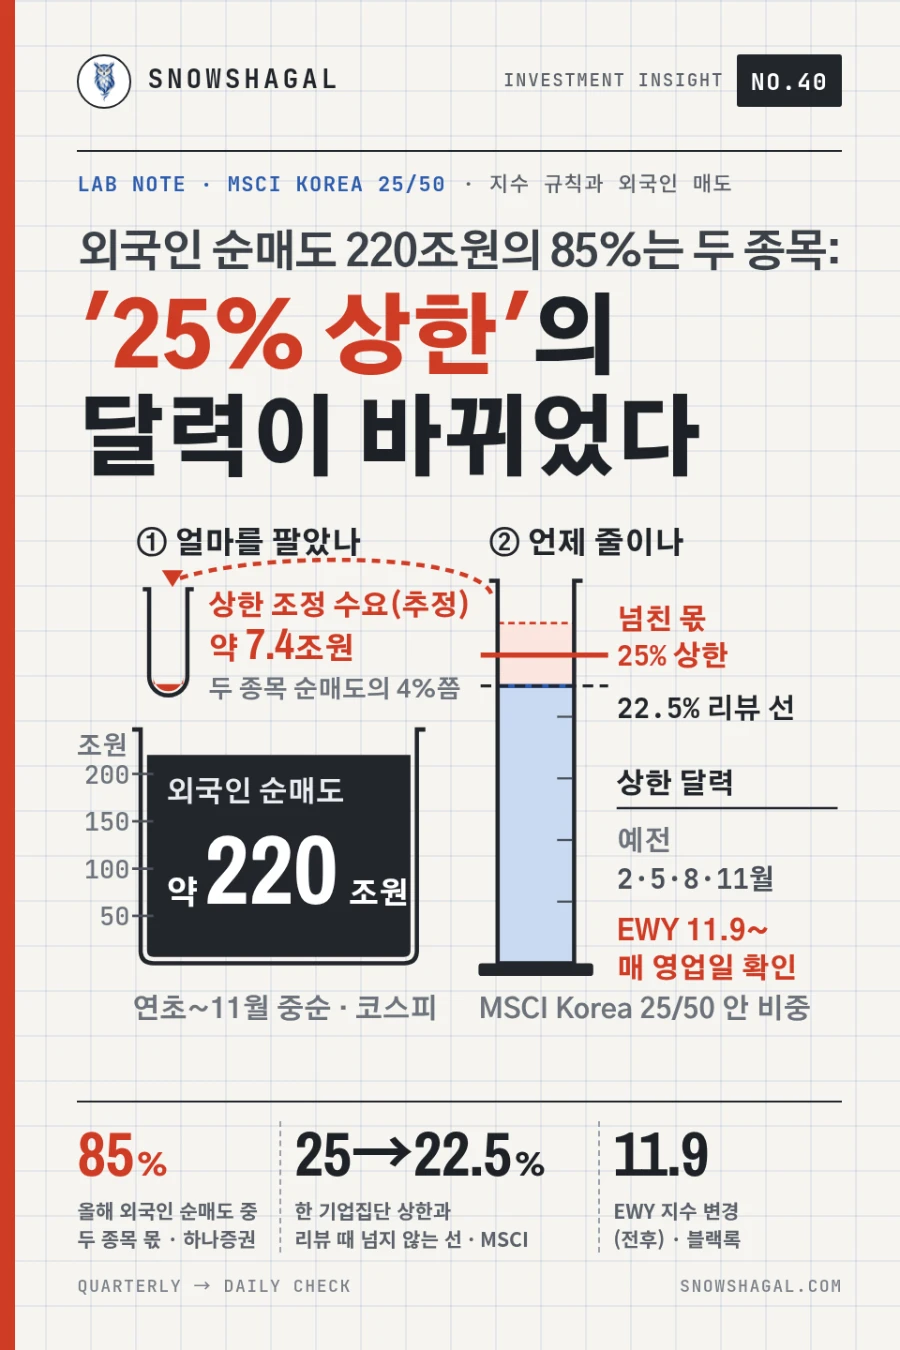 SNOWSHAGAL
INVESTMENT INSIGHT
NO.40
LAB NOTE · MSCI KOREA 25/50 · 지수 규칙과 외국인 매도
외국인 순매도 220조원의 85%는 두 종목:
'25% 상한'의
달력이 바뀌었다
① 얼마를 팔았나
상한 조정 수요(추정)
약 7.4조원
두 종목 순매도의 4%쯤
조원
200
150
100
50
외국인 순매도
약 220 조원
연초~11월 중순 · 코스피
② 언제 줄이나
넘친 몫
25% 상한
22.5% 리뷰 선
상한 달력
예전
2·5·8·11월
EWY 11.9~
매 영업일 확인
MSCI Korea 25/50 안 비중
85%
올해 외국인 순매도 중
두 종목 몫 · 하나증권
25→22.5%
한 기업집단 상한과
리뷰 때 넘지 않는 선 · MSCI
11.9
EWY 지수 변경
(전후) · 블랙록
QUARTERLY → DAILY CHECK
SNOWSHAGAL.COM